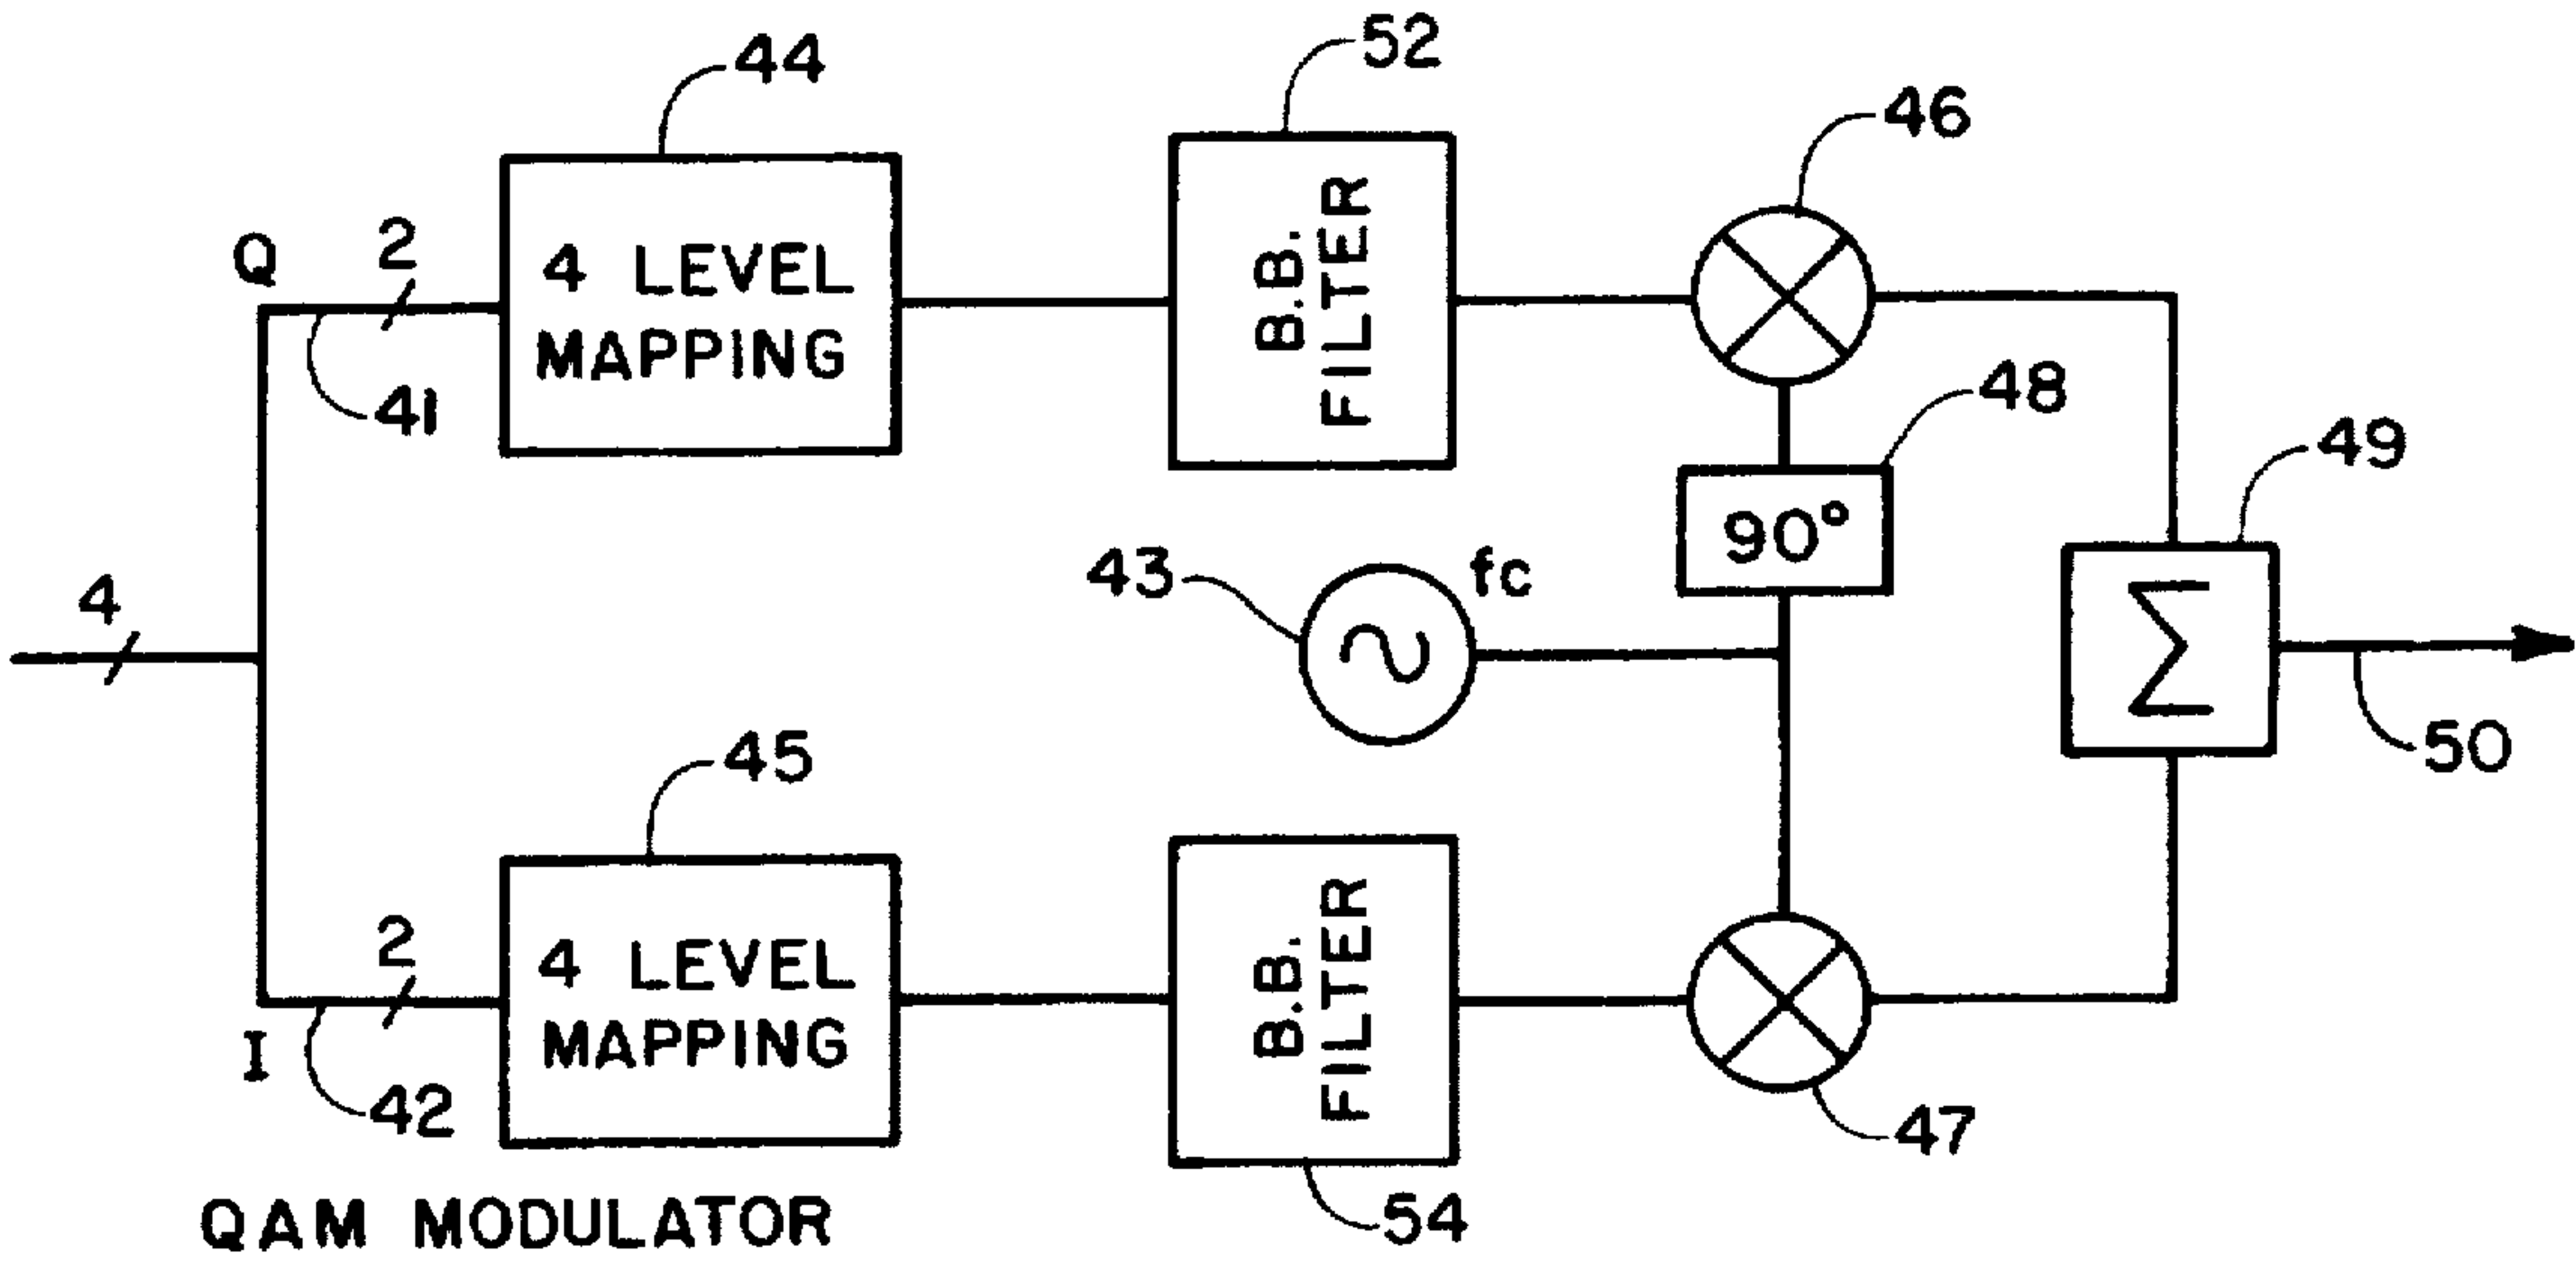 52
44
46
Q
2
4 LEVEL
MAPPING
B.B.
FILTER
41
48
49
90°
43
fc
4
Σ
50
45
2
4 LEVEL
MAPPING
B.B.
FILTER
I
42
47
54
QAM MODULATOR